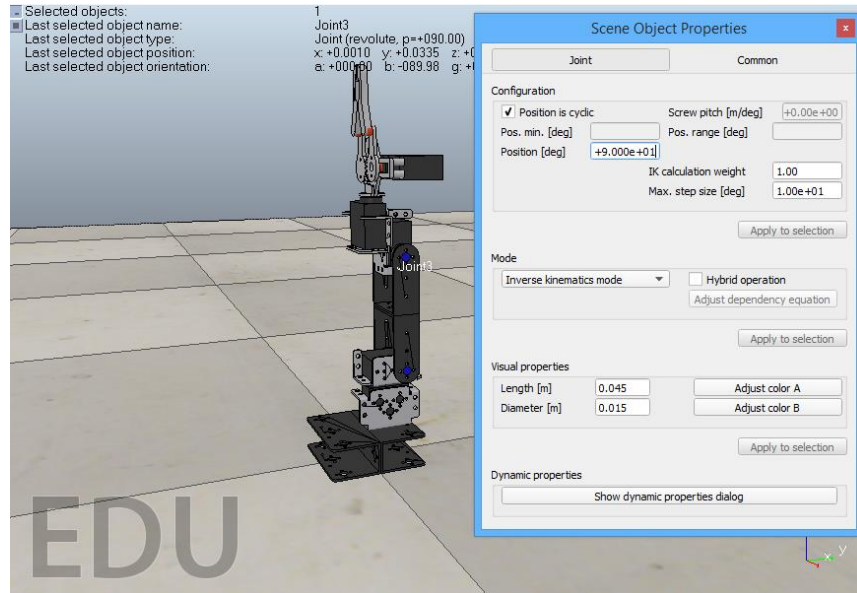 Selected objects: 1
Last selected object name: Joint3
Last selected object type: Joint (revolute, p=+090.00)
Last selected object position: x: +0.0010 y: +0.0335 z:
Last selected object orientation: b: -089.98 g:
Joint3
EDU
x y
Scene Object Properties
x
Joint Common
Configuration
Position is cyclic Screw pitch [m/deg] +0.00e+00
Pos. min. [deg] Pos. range [deg]
Position [deg] +9.000e+01
IK calculation weight 1.00
Max. step size [deg] 1.00e+01
Apply to selection
Mode
Inverse kinematics mode Hybrid operation
Adjust dependency equation
Apply to selection
Visual properties
Length [m] 0.045 Adjust color A
Diameter [m] 0.015 Adjust color B
Apply to selection
Dynamic properties
Show dynamic properties dialog